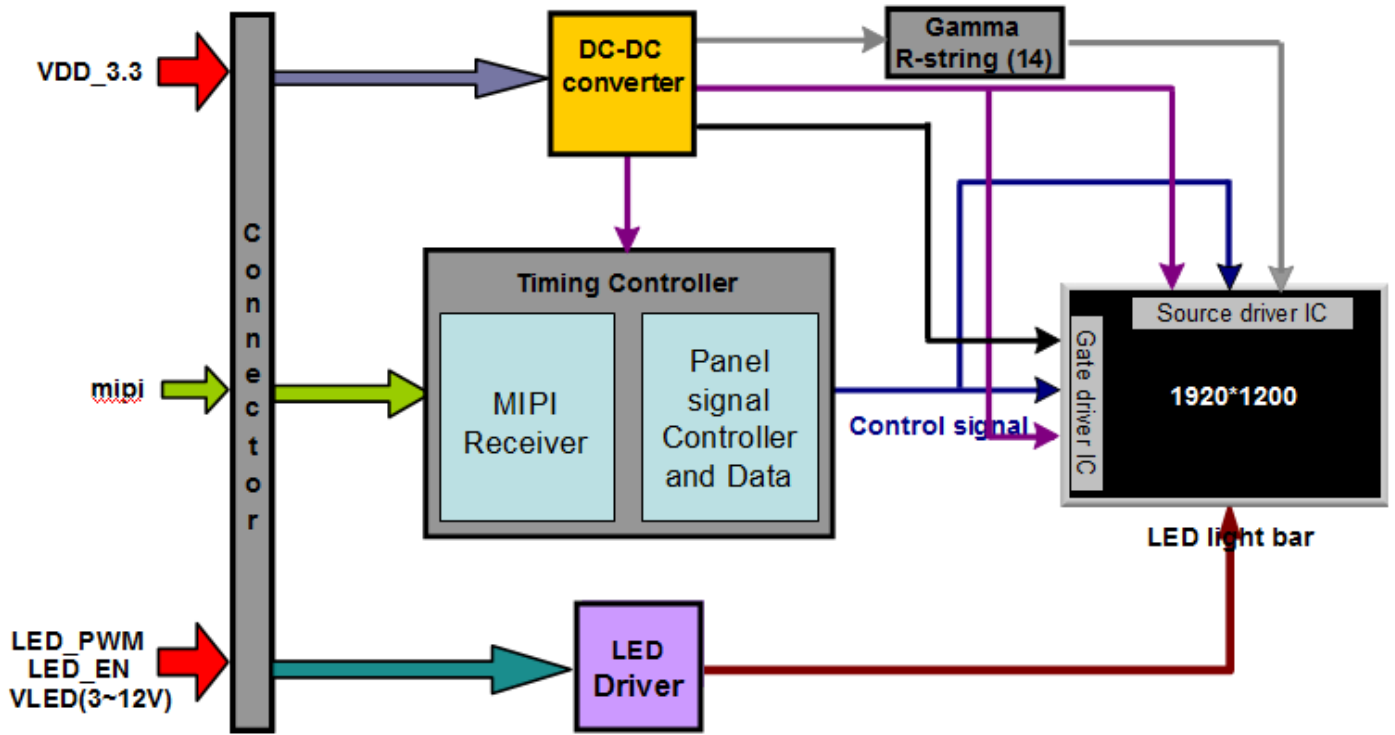 VDD_3.3
DC-DC
converter
Gamma
R-string (14)
Connector
Timing Controller
MIPI
Receiver
Panel
signal
Controller
and Data
mipi
Control signal
Source driver IC
Gate driver IC
1920*1200
LED light bar
LED_PWM
LED_EN
VLED(3~12V)
LED
Driver